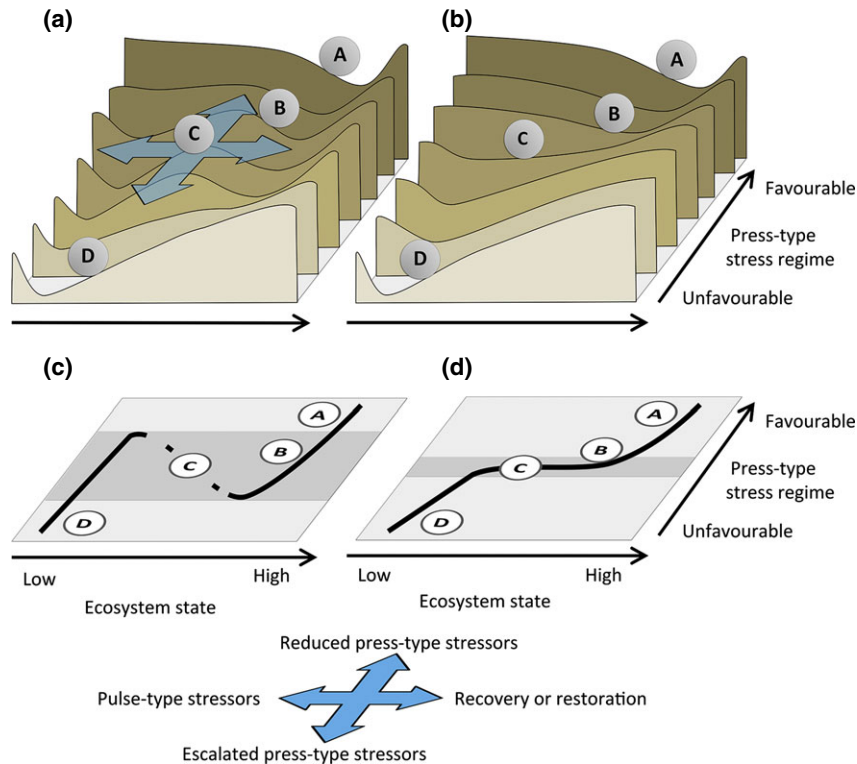 (a)
(b)
A
B
C
D
A
B
C
D
Favourable
Press-type
stress regime
Unfavourable
(c)
(d)
A
B
C
D
A
B
C
D
Favourable
Press-type
stress regime
Unfavourable
Low
High
Ecosystem state
Low
High
Ecosystem state
Reduced press-type stressors
Pulse-type stressors
Recovery or restoration
Escalated press-type stressors